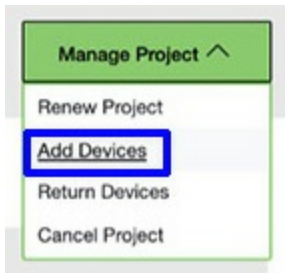 Manage Project
Renew Project
Add Devices
Return Devices
Cancel Project